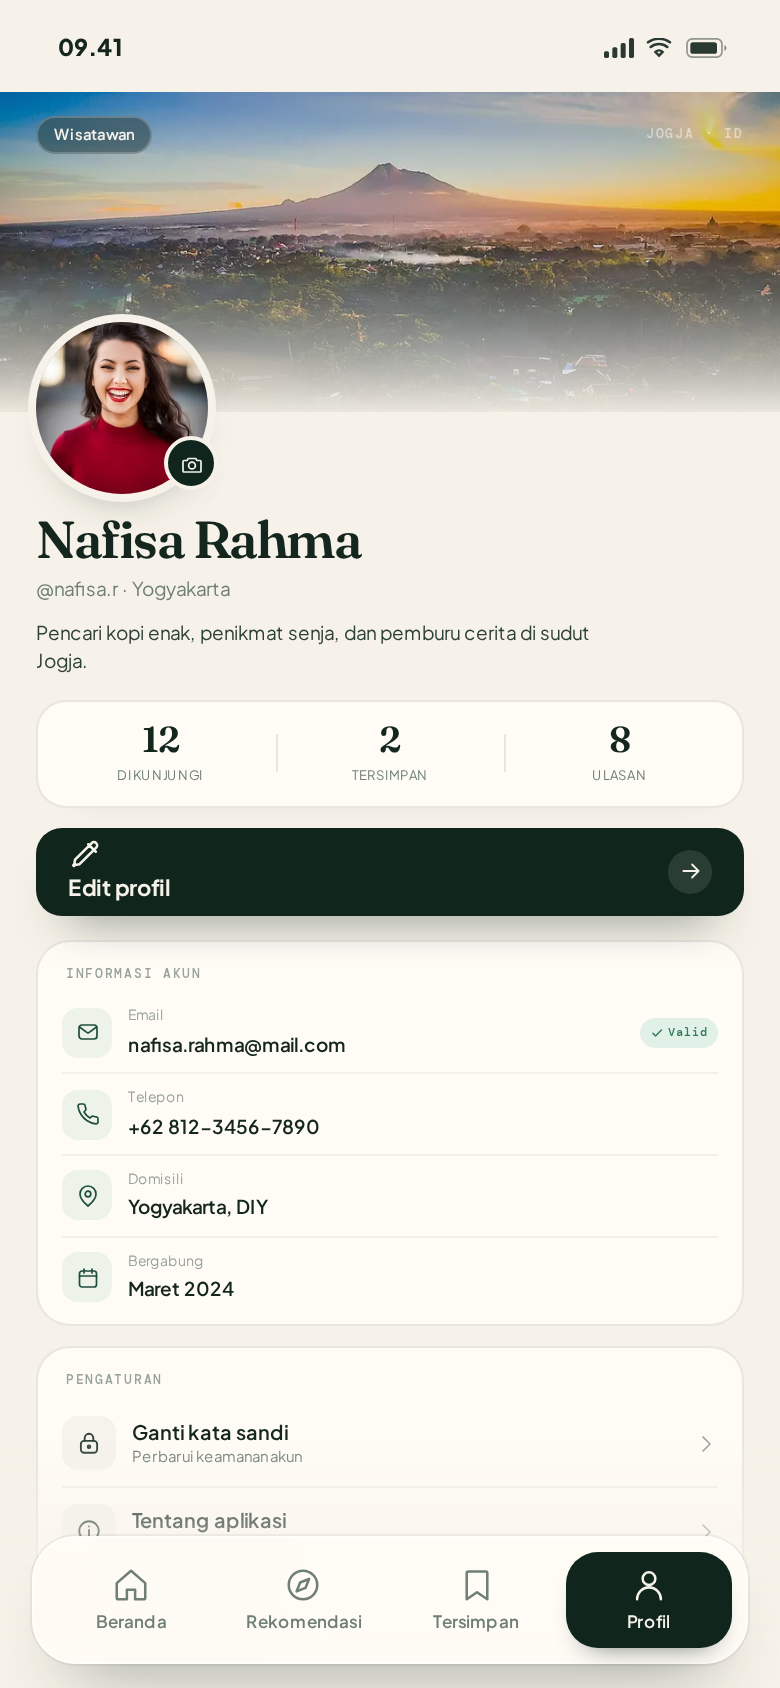 09.41
Wisatawan
JOGJA · ID
Nafisa Rahma
@nafisa.r · Yogyakarta
Pencari kopi enak, penikmat senja, dan pemburu cerita di sudut
Jogja.
12
DIKUNJUNGI
2
TERSIMPAN
8
ULASAN
Edit profil
INFORMASI AKUN
Email
nafisa.rahma@mail.com
Valid
Telepon
+62 812-3456-7890
Domisili
Yogyakarta, DIY
Bergabung
Maret 2024
PENGATURAN
Ganti kata sandi
Perbarui keamanan akun
Tentang aplikasi
Beranda
Rekomendasi
Tersimpan
Profil